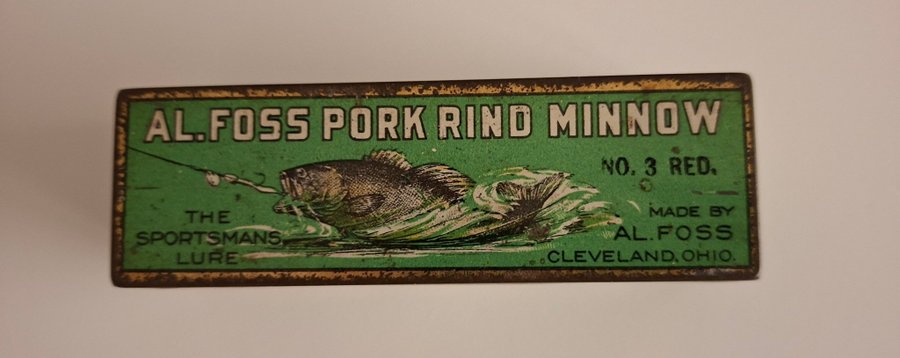 AL.FOSS PORK RIND MINNOW
NO. 3 RED.
THE
SPORTSMANS
LURE
MADE BY
AL.FOSS
CLEVELAND.OHIO.